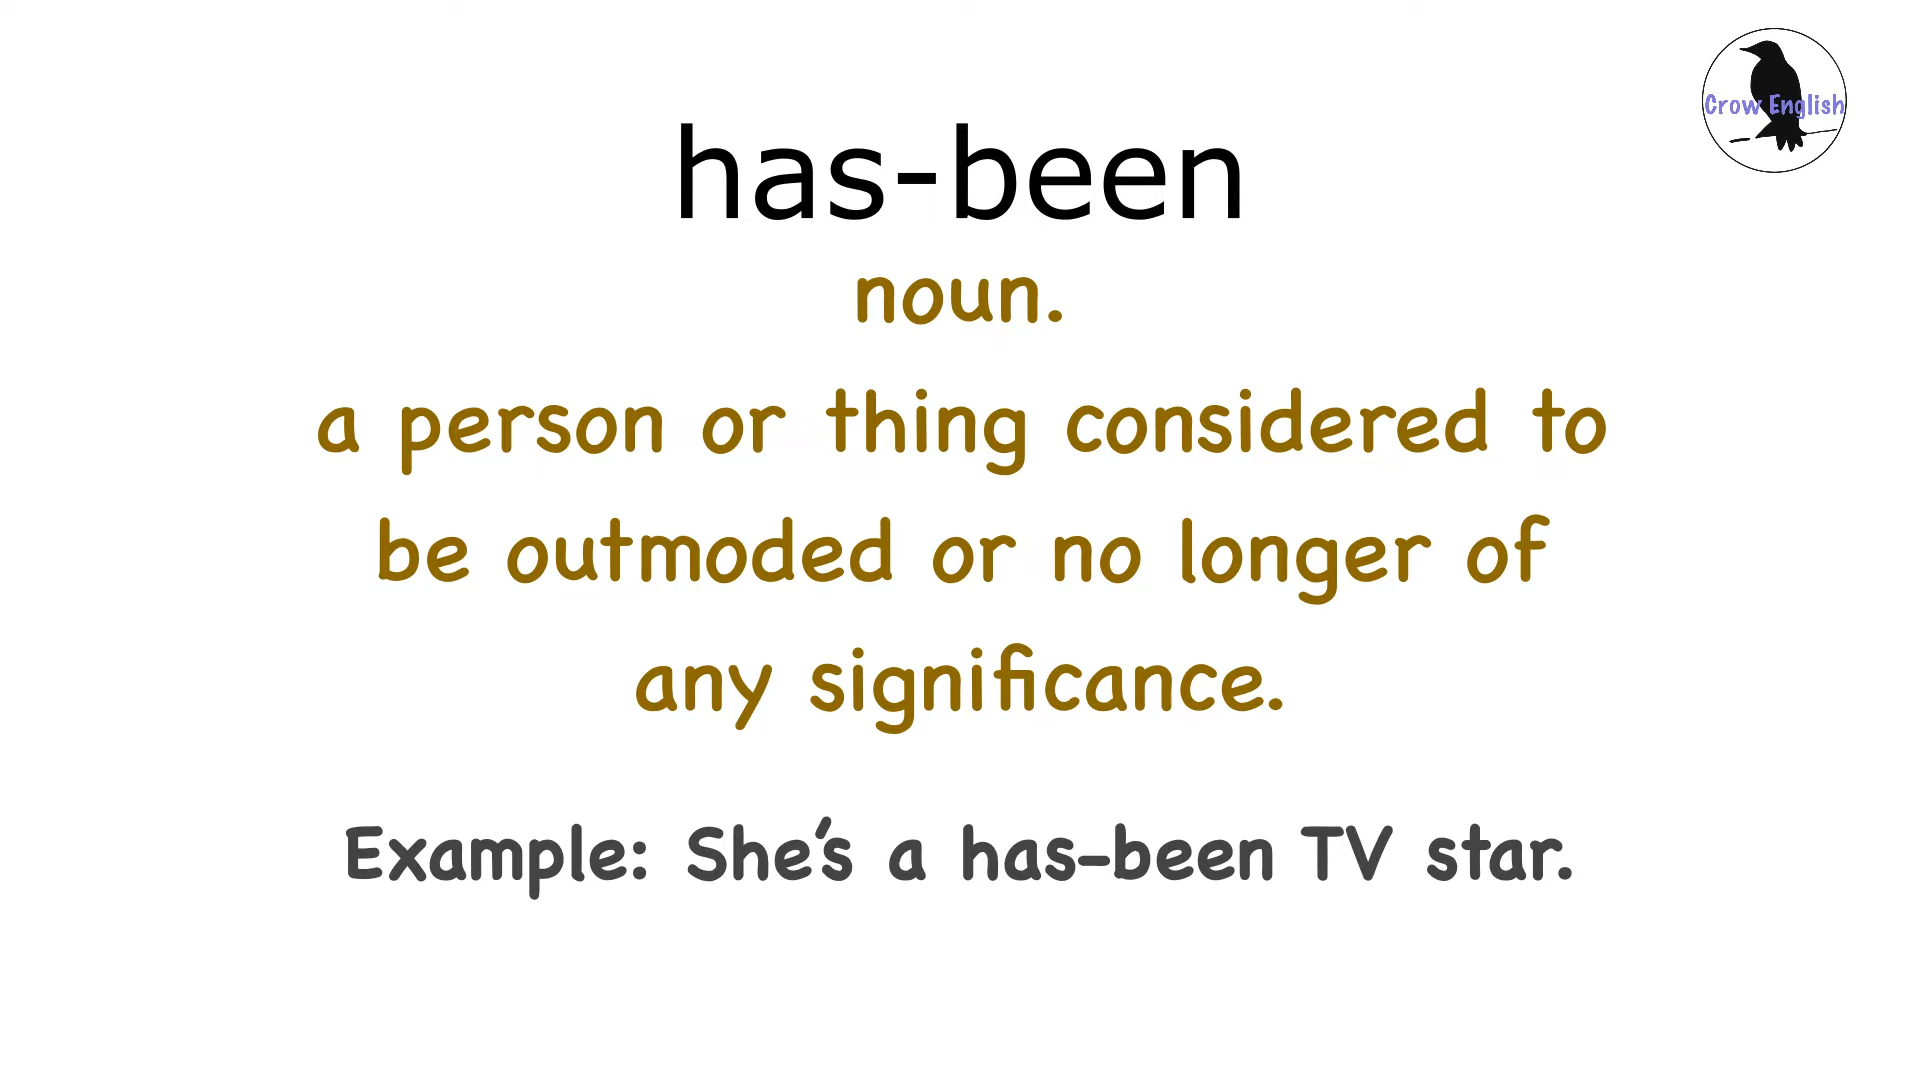 Crow English
has-been
noun.
a person or thing considered to
be outmoded or no longer of
any significance.
Example: She's a has-been TV star.